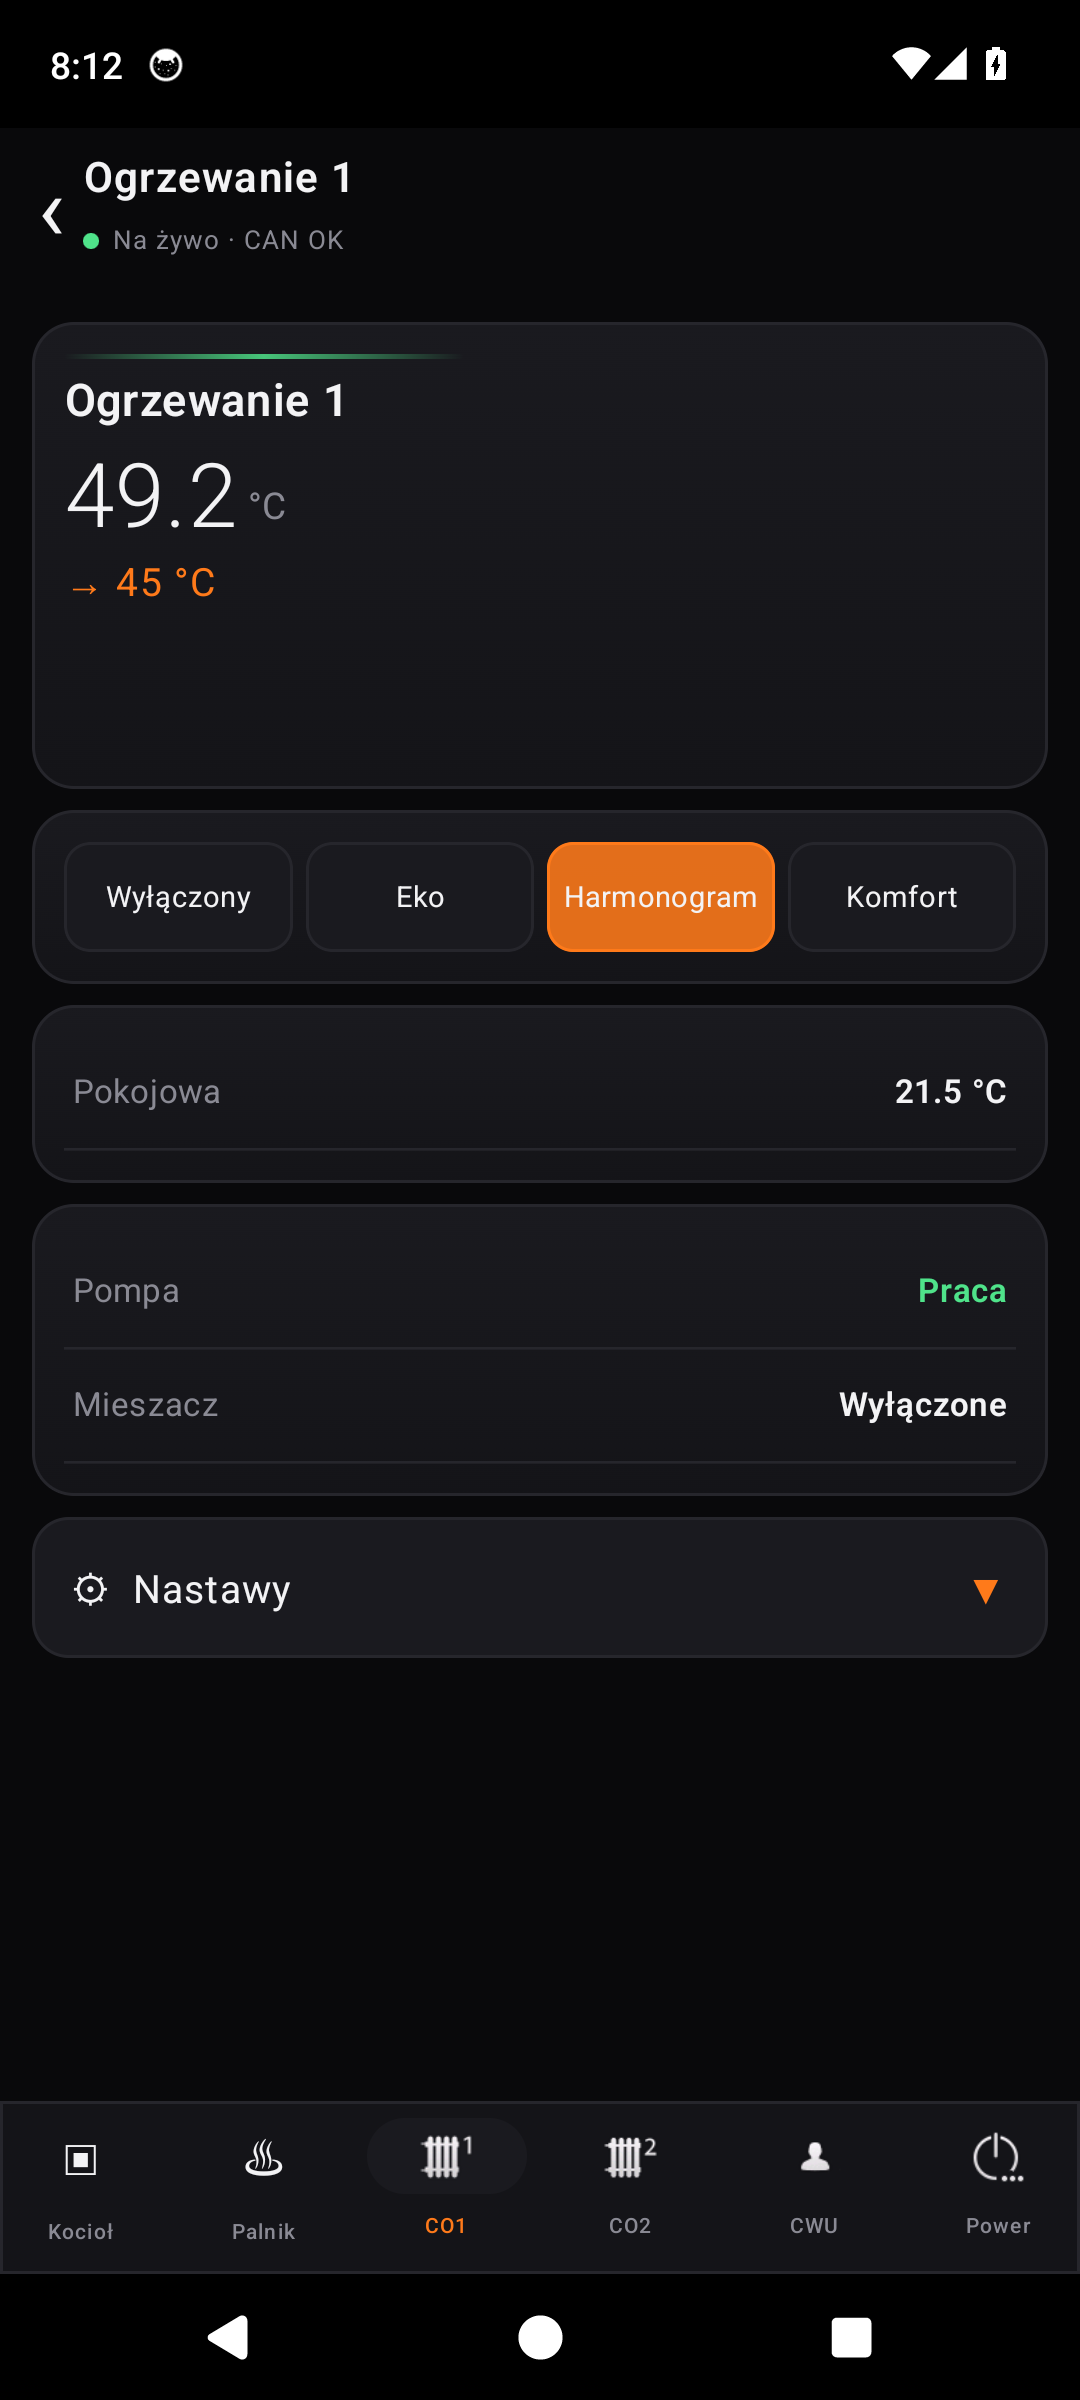 8:12
Ogrzewanie 1
Na żywo · CAN OK
Ogrzewanie 1
49.2 °C
→ 45 °C
Wyłączony Eko Harmonogram Komfort
Pokojowa 21.5 °C
Pompa Praca
Mieszacz Wyłączone
Nastawy ▼
1 2
Kocioł Palnik CO1 CO2 CWU Power